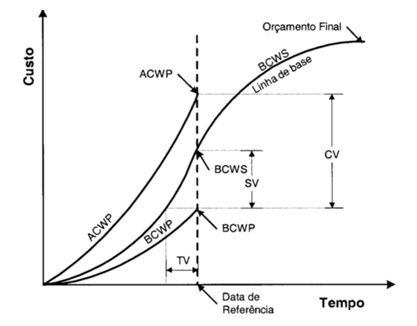 Orçamento Final
BCWS
Linha de base
Custo
ACWP
BCWS
CV
SV
ACWP
BCWP
BCWP
TV
Data de
Referência
Tempo